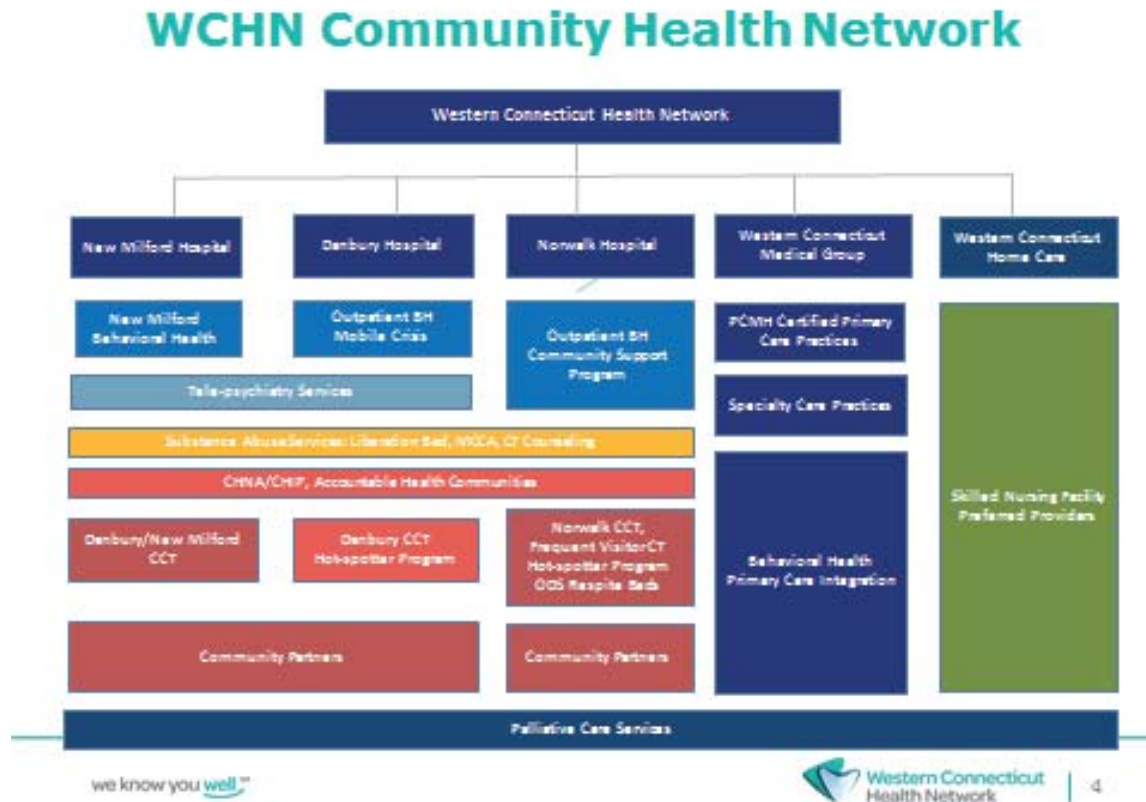 WCHN Community Health Network
Western Connecticut Health Network
New Milford Hospital
Danbury Hospital
Norwalk Hospital
Western Connecticut
Medical Group
Western Connecticut
Home Care
New Milford
Behavioral Health
Outpatient BH
Mobile Crisis
Outpatient BH
Community Support
Program
PCMH Certified Primary
Care Practices
Tele-psychiatry Services
Specialty Care Practices
Substance Abuse Services: Liberation Bed, MCCA, CT Counseling
CHNA/CHIP, Accountable Health Communities
Danbury/New Milford
CCT
Danbury CCT
Hot-spotter Program
Norwalk CCT,
Frequent Visitor CT
Hot-spotter Program
Respite Beds
Behavioral Health
Primary Care Integration
Skilled Nursing Facility
Preferred Providers
Community Partners
Community Partners
Palliative Care Services
we know you well.℠
Western Connecticut
Health Network
4